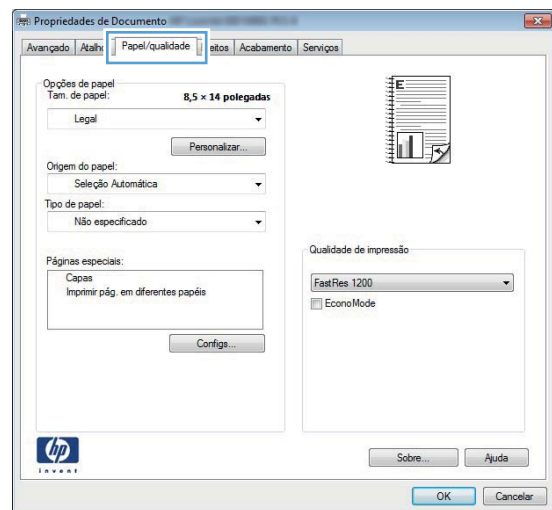 Propriedades de Documento
Avançado
Papel/qualidade
Acabamento
Serviços
Opções de papel
Tam. de papel:
8,5 × 14 polegadas
Legal
Personalizar...
Origem do papel:
Seleção Automática
Tipo de papel:
Não especificado
Páginas especiais:
Capas
Imprimir pág. em diferentes papéis
Configs...
E
Qualidade de impressão
FastRes 1200
EconoMode
hp
invent
Sobre...
Ajuda
OK
Cancelar